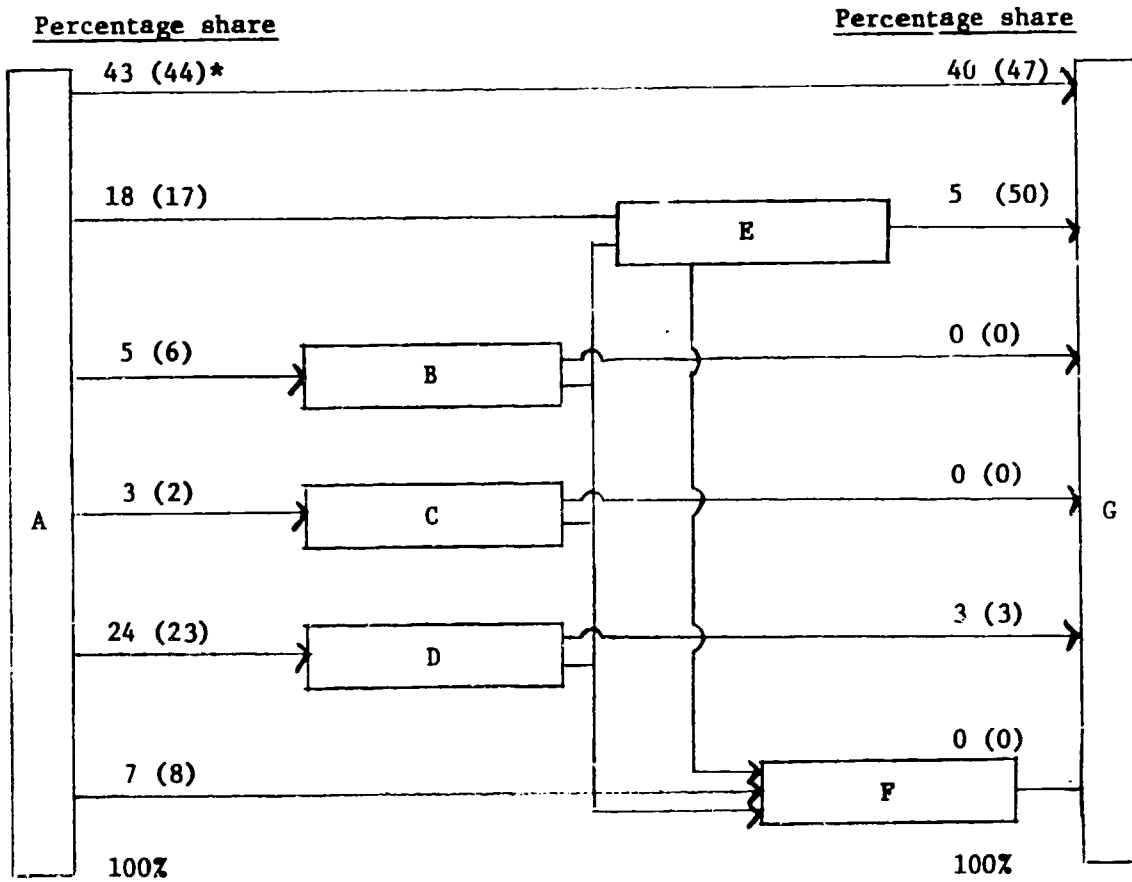 Percentage share
Percentage share
43 (44)*
40 (47)
18 (17)
5 (50)
E
5 (6)
0 (0)
B
3 (2)
0 (0)
A
C
G
24 (23)
3 (3)
D
7 (8)
0 (0)
F
100%
100%